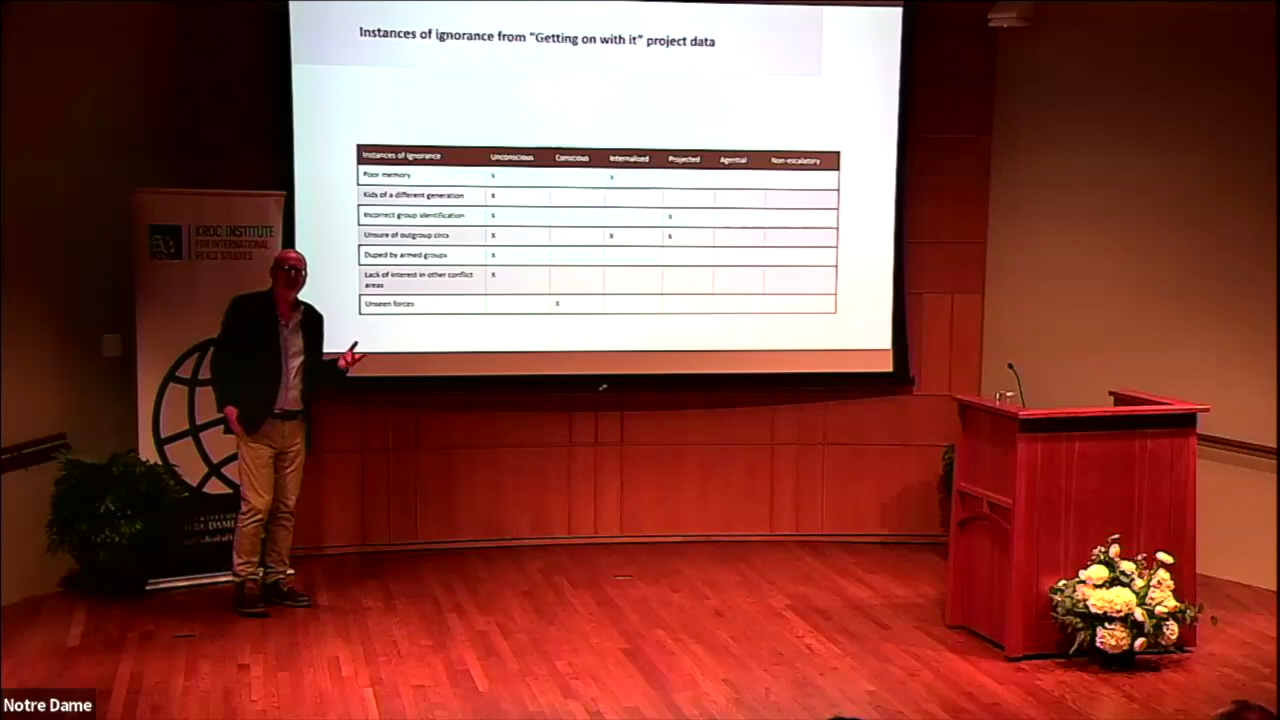 Instances of ignorance from "Getting on with it" project data
Instances of Ignorance Unconscious Conscious Internalised Projected Agential Non-escalatory
Poor memory x x
Kids of a different generation x
Incorrect group identification x x
Unsure of outgroup circs x x x
Duped by armed groups x
Lack of interest in other conflict x
areas
Unseen forces x
KROC INSTITUTE
FOR INTERNATIONAL
PEACE STUDIES
DAME
Notre Dame